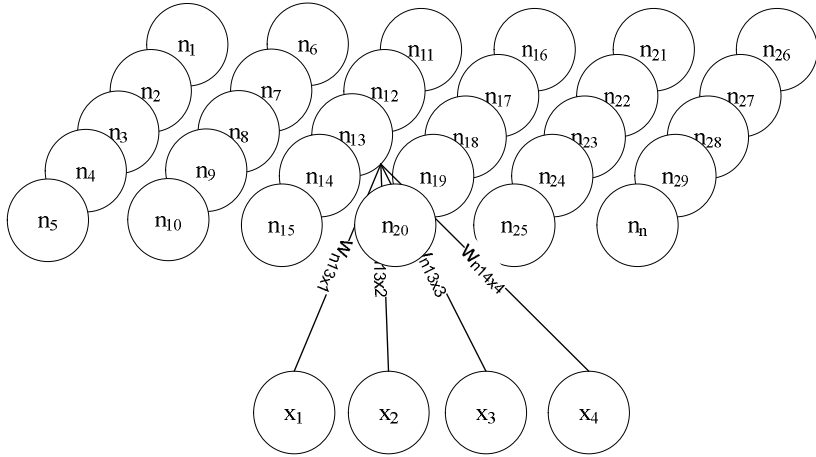 n1 n6 n11 n16 n21 n26
n2 n7 n12 n17 n22 n27
n3 n8 n13 n18 n23 n28
n4 n9 n14 n19 n24 n29
n5 n10 n15 n20 n25 nn
wn13x1 n13x2 n13x3 wn14x4
x1 x2 x3 x4